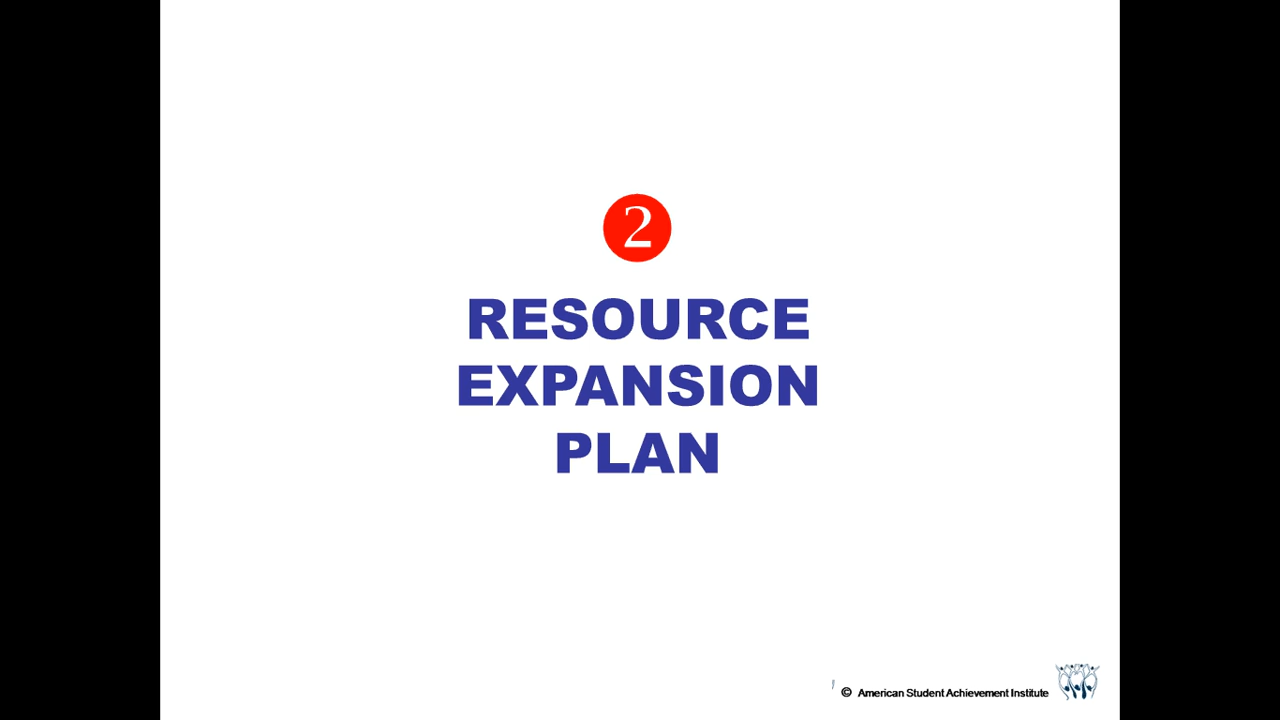 2
RESOURCE
EXPANSION
PLAN
© American Student Achievement Institute